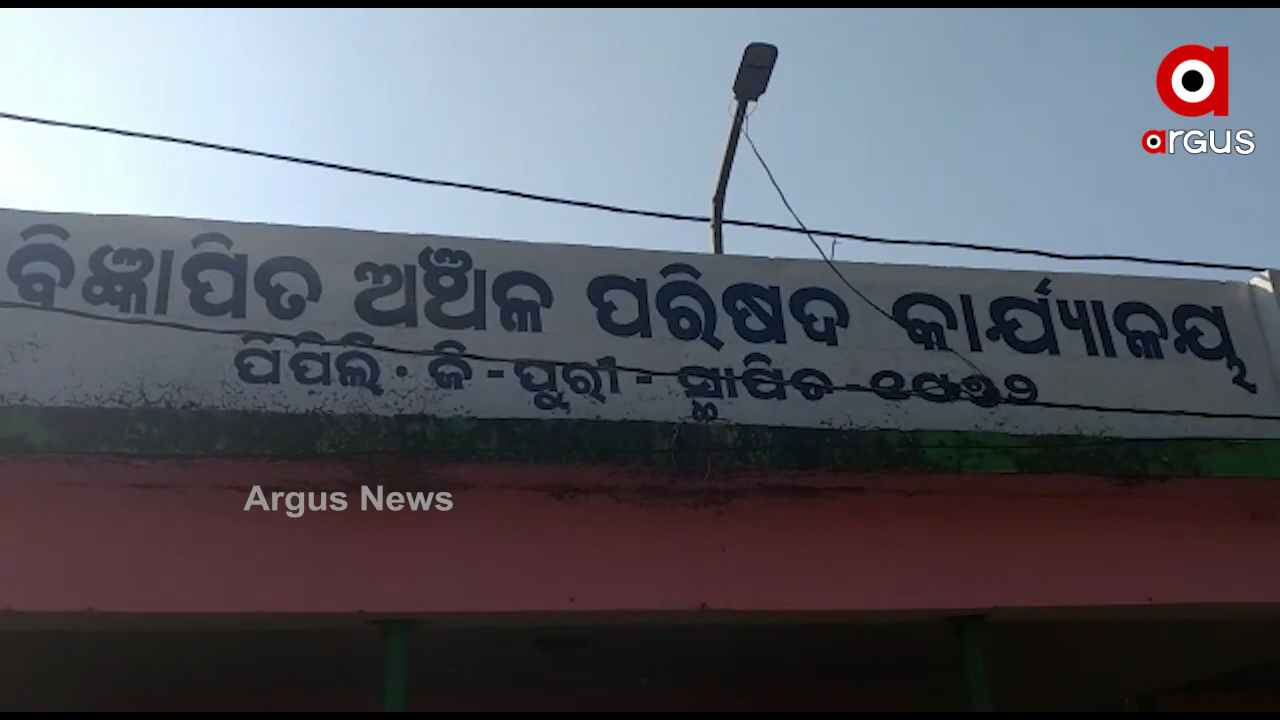 argus
ବିଜ୍ଞାପିତ ଅଞ୍ଚଳ ପରିଷଦ କାର୍ଯ୍ୟାଳୟ
ପିପିଲି. ଜି - ପୁରୀ - ସ୍ଥାପିତ -
Argus News